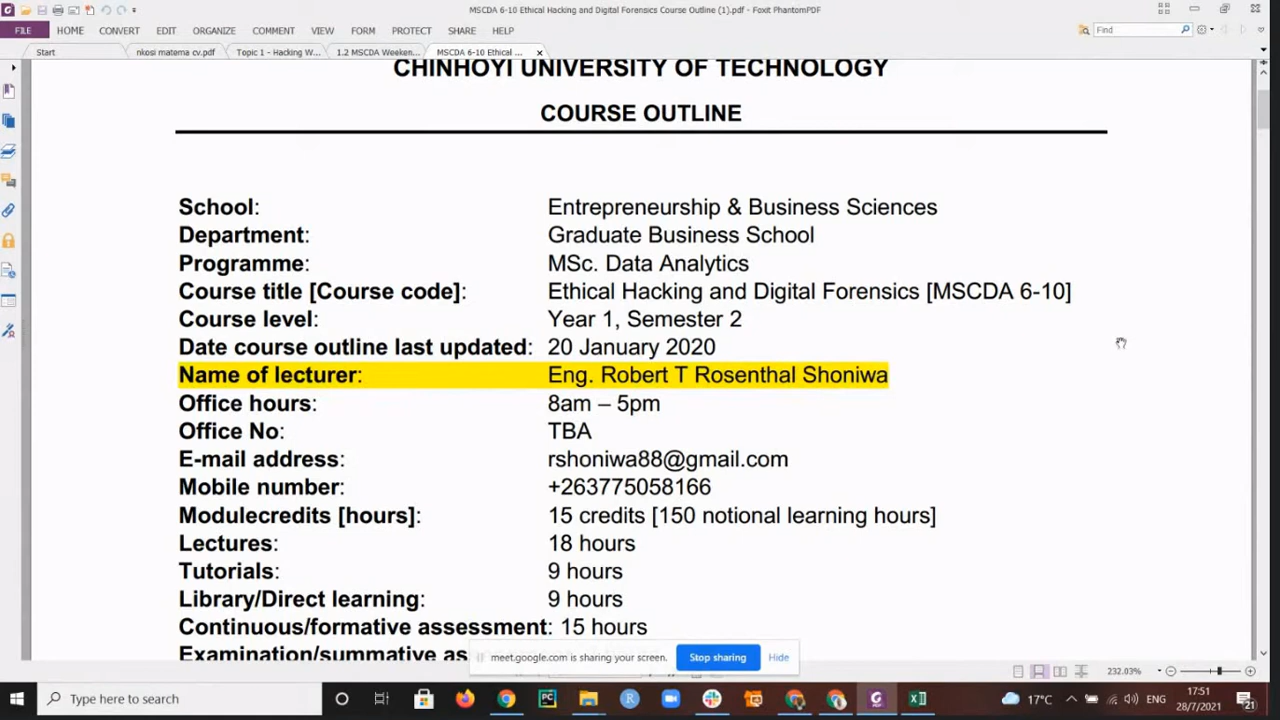 MSCDA 6-10 Ethical Hacking and Digital Forensics Course Outline (1).pdf - Foxit PhantomPDF
FILE HOME CONVERT EDIT ORGANIZE COMMENT VIEW FORM PROTECT SHARE HELP Find
Start nkosi matema cv.pdf Topic 1 - Hacking W... 1.2 MSCDA Weeken... MSCDA 6-10 Ethical ...
CHINHOYI UNIVERSITY OF TECHNOLOGY
COURSE OUTLINE
School: Entrepreneurship & Business Sciences
Department: Graduate Business School
Programme: MSc. Data Analytics
Course title [Course code]: Ethical Hacking and Digital Forensics [MSCDA 6-10]
Course level: Year 1, Semester 2
Date course outline last updated: 20 January 2020
Name of lecturer: Eng. Robert T Rosenthal Shoniwa
Office hours: 8am – 5pm
Office No: TBA
E-mail address: rshoniwa88@gmail.com
Mobile number: +263775058166
Modulecredits [hours]: 15 credits [150 notional learning hours]
Lectures: 18 hours
Tutorials: 9 hours
Library/Direct learning: 9 hours
Continuous/formative assessment: 15 hours
Examination/summative as
meet.google.com is sharing your screen. Stop sharing Hide
232.03%
Type here to search 17°C ENG 17:51
28/7/2021 21